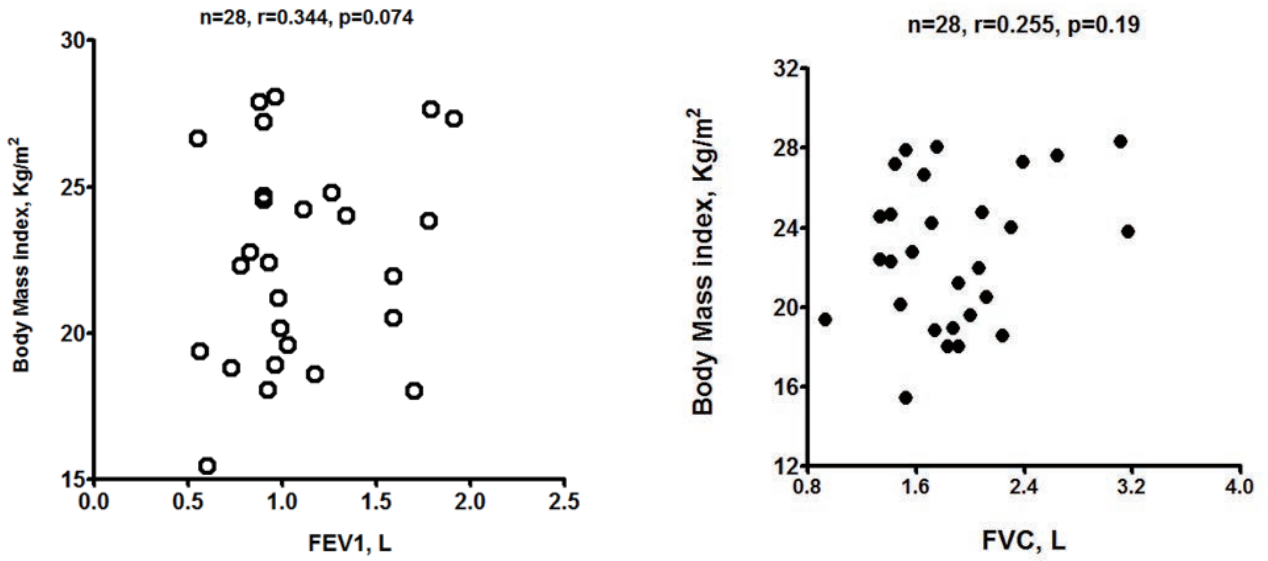 n=28, r=0.344, p=0.074
Body Mass index, Kg/m²
30
25
20
15
0.0 0.5 1.0 1.5 2.0 2.5
FEV1, L
n=28, r=0.255, p=0.19
Body Mass index, Kg/m²
32
28
24
20
16
12
0.8 1.6 2.4 3.2 4.0
FVC, L